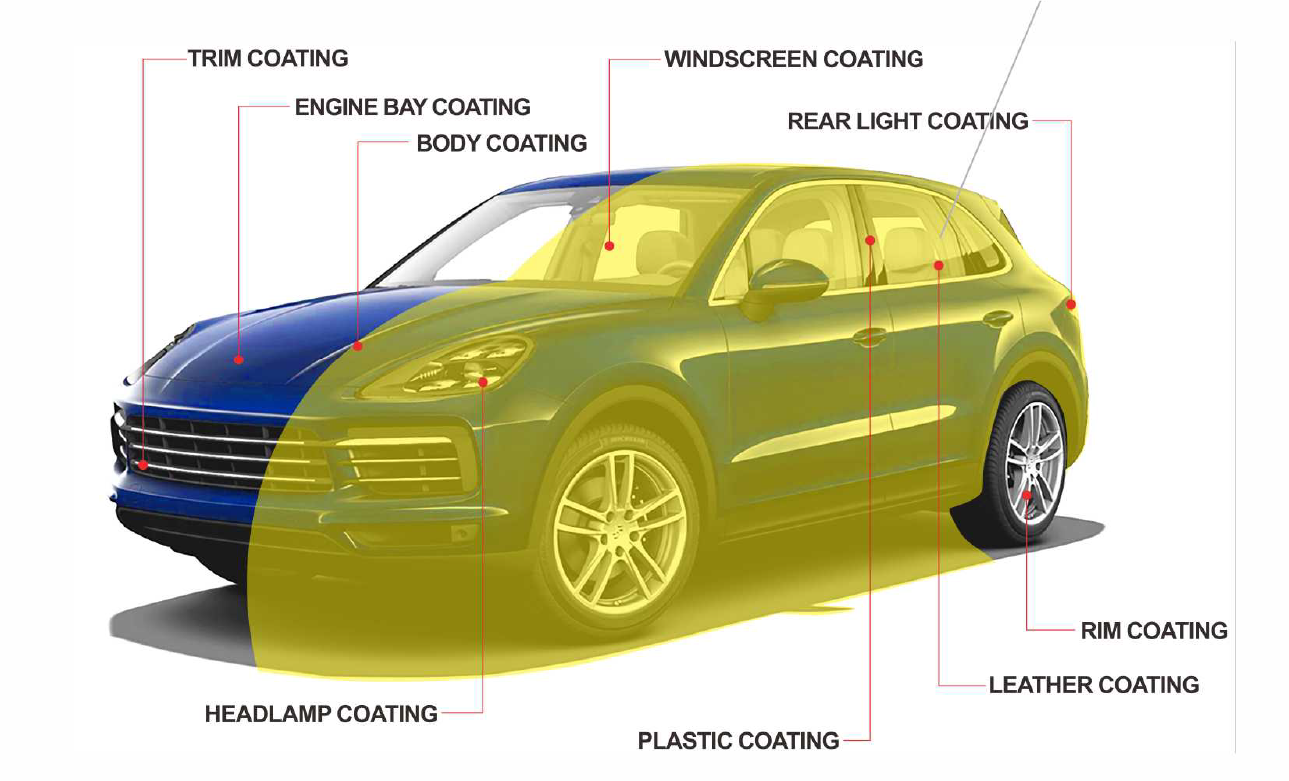 TRIM COATING
WINDSCREEN COATING
ENGINE BAY COATING
REAR LIGHT COATING
BODY COATING
RIM COATING
LEATHER COATING
HEADLAMP COATING
PLASTIC COATING